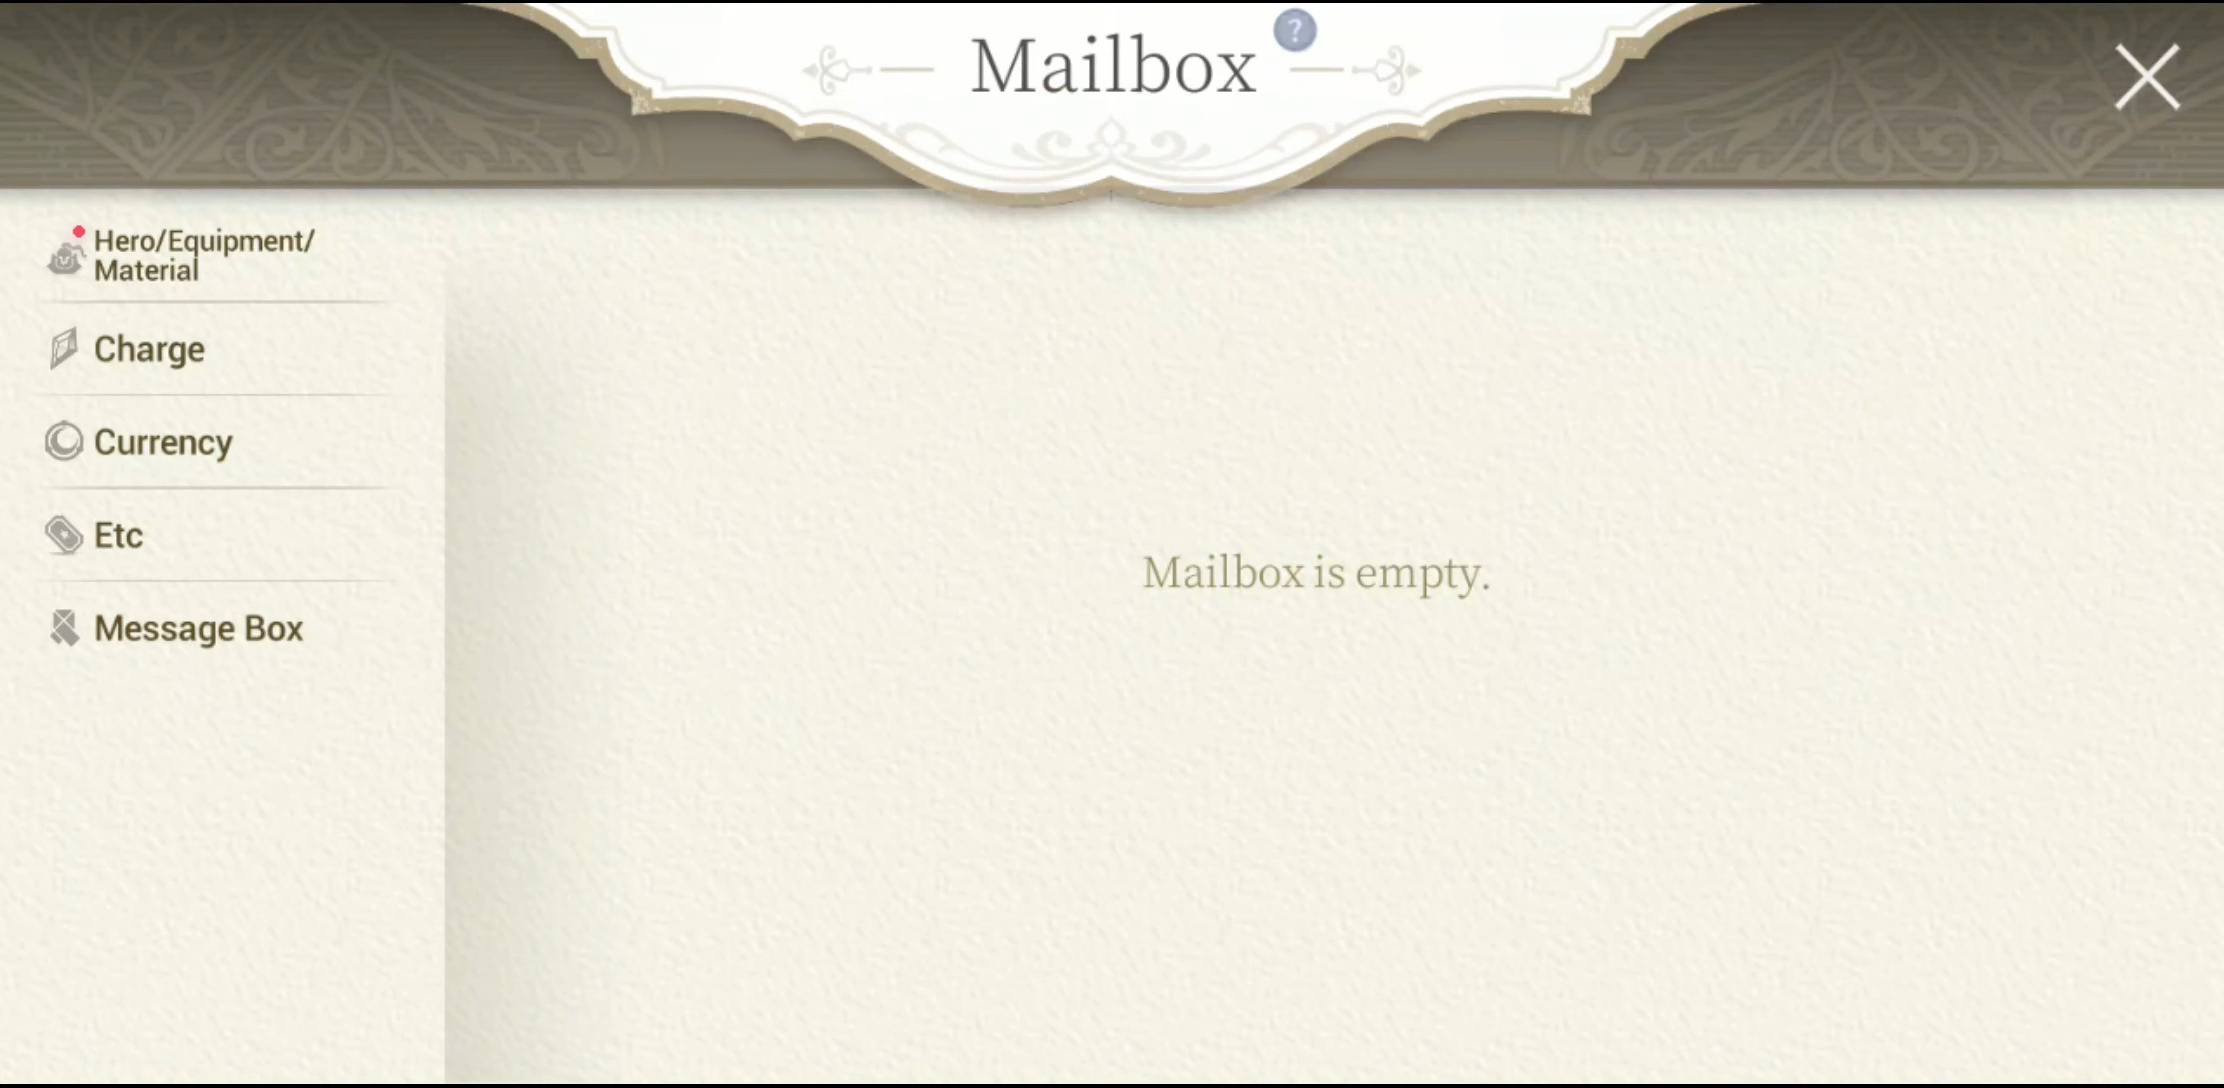 Mailbox
?
Hero/Equipment/
Material
Charge
Currency
Etc
Message Box
Mailbox is empty.